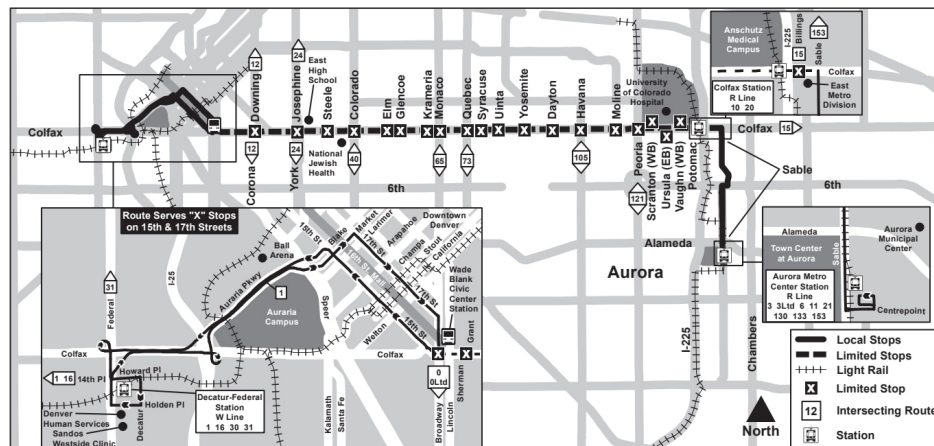 Anschutz
Medical
Campus
I-225
15
Billings
153
Sable
Colfax
Colfax Station
R Line
10 20
East
Metro
Division
12
Downing
24
Josephine
East
High
School
Steele
Colorado
Elm
Glencoe
Krameria
Monaco
Quebec
Syracuse
Uinta
Yosemite
Dayton
Havana
Moline
University
of Colorado
Hospital
Peoria
Scranton (WB)
Ursula (EB)
Vaughn (WB)
Potomac
Colfax
Colfax
15
12
Corona
24
York
National
Jewish
Health
40
65
73
105
121
6th
6th
Sable
Alameda
Aurora
I-225
Chambers
North
Route Serves "X" Stops
on 15th & 17th Streets
Ball
Arena
15th St
Blake
Market
Larimer
17th St
Arapahoe
Champa
Stout
California
Downtown
Denver
Wade
Blank
Civic
Center
Station
16th St. Mall
17th St
15th St
Welton
Auraria Pkwy
1
Auraria
Campus
Speer
I-25
31
Federal
Colfax
Colfax
Grant
Sherman
0
0Ltd
Broadway
Lincoln
Kalamath
Santa Fe
Howard Pl
1 16
14th Pl
Decatur-Federal
Station
W Line
1 16 30 31
Holden Pl
Decatur
Denver
Human Services
Sandos
Westside Clinic
Alameda
Town Center
at Aurora
Sable
Aurora
Municipal
Center
Aurora Metro
Center Station
R Line
3 3Ltd 6 11 21
130 133 153
Centrepoint
Local Stops
Limited Stops
Light Rail
X Limited Stop
12 Intersecting Route
Station